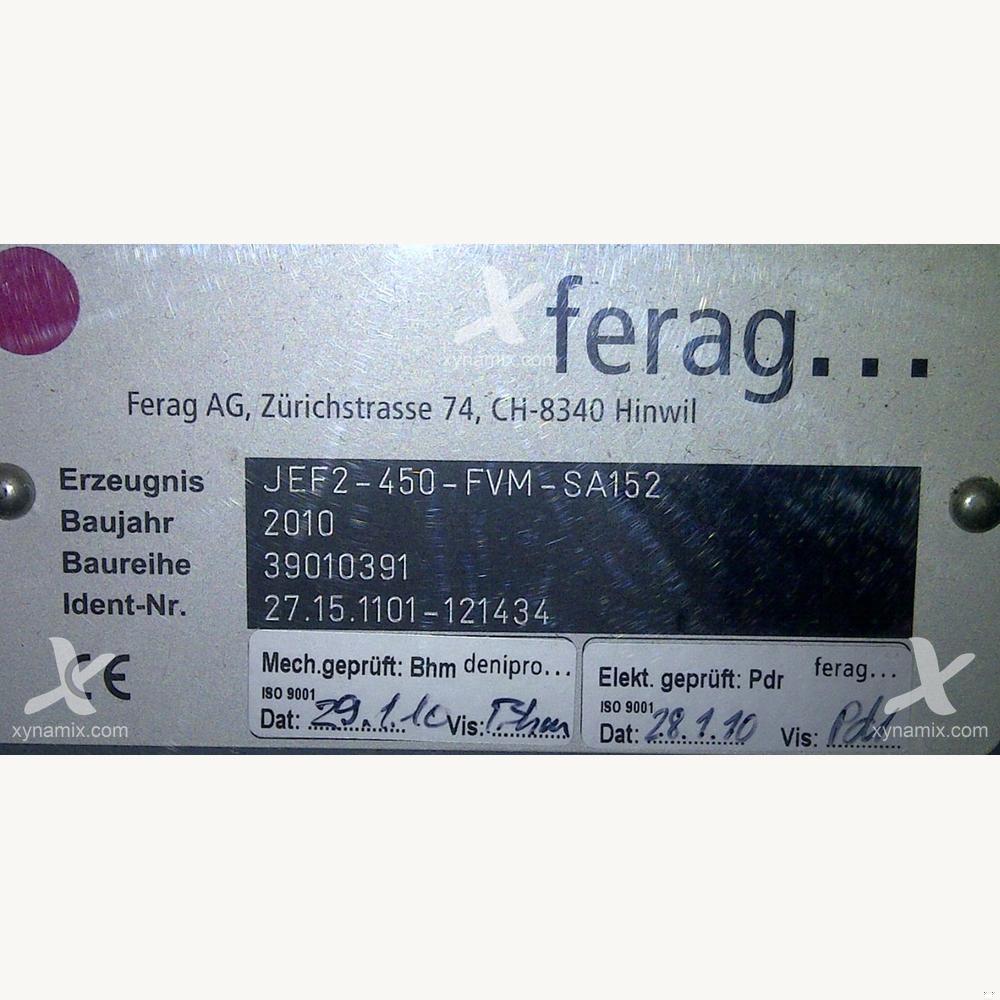 ferag...
Ferag AG, Zürichstrasse 74, CH-8340 Hinwil
Erzeugnis JEF2-450-FVM-SA152
Baujahr 2010
Baureihe 39010391
Ident-Nr. 27.15.1101-121434
CE
Mech.geprüft: Bhm denipro...
ISO 9001
Dat: 29.1.10 Vis: Bhm
Elekt. geprüft: Pdr ferag...
ISO 9001
Dat: 28.1.10 Vis: Pdr
xynamix.com
xynamix.com
xynamix.com